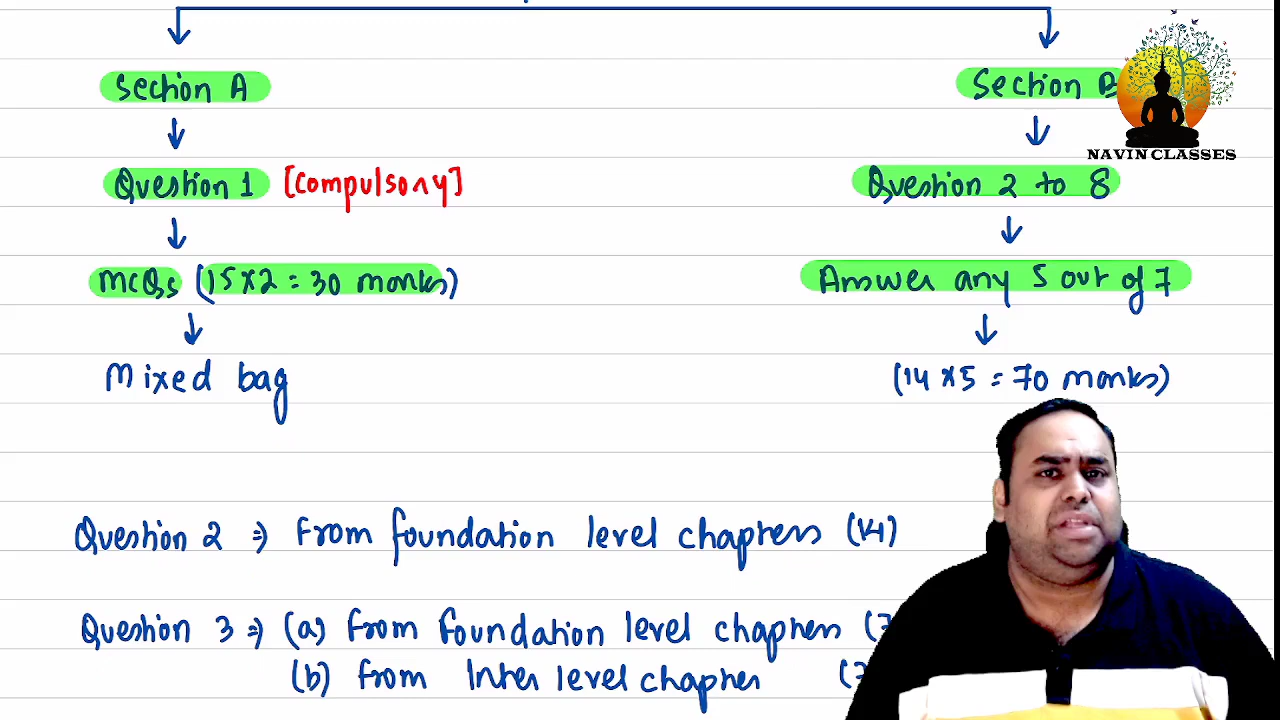 Section A
Section B
NAVIN CLASSES
Question 1 [Compulsory]
Question 2 to 8
MCQs (15×2 = 30 marks)
Answer any 5 out of 7
Mixed bag
(14×5 = 70 marks)
Question 2 ⇒ From foundation level chapters (14)
Question 3 ⇒ (a) From foundation level chapters (7
(b) From Inter level chapter (7